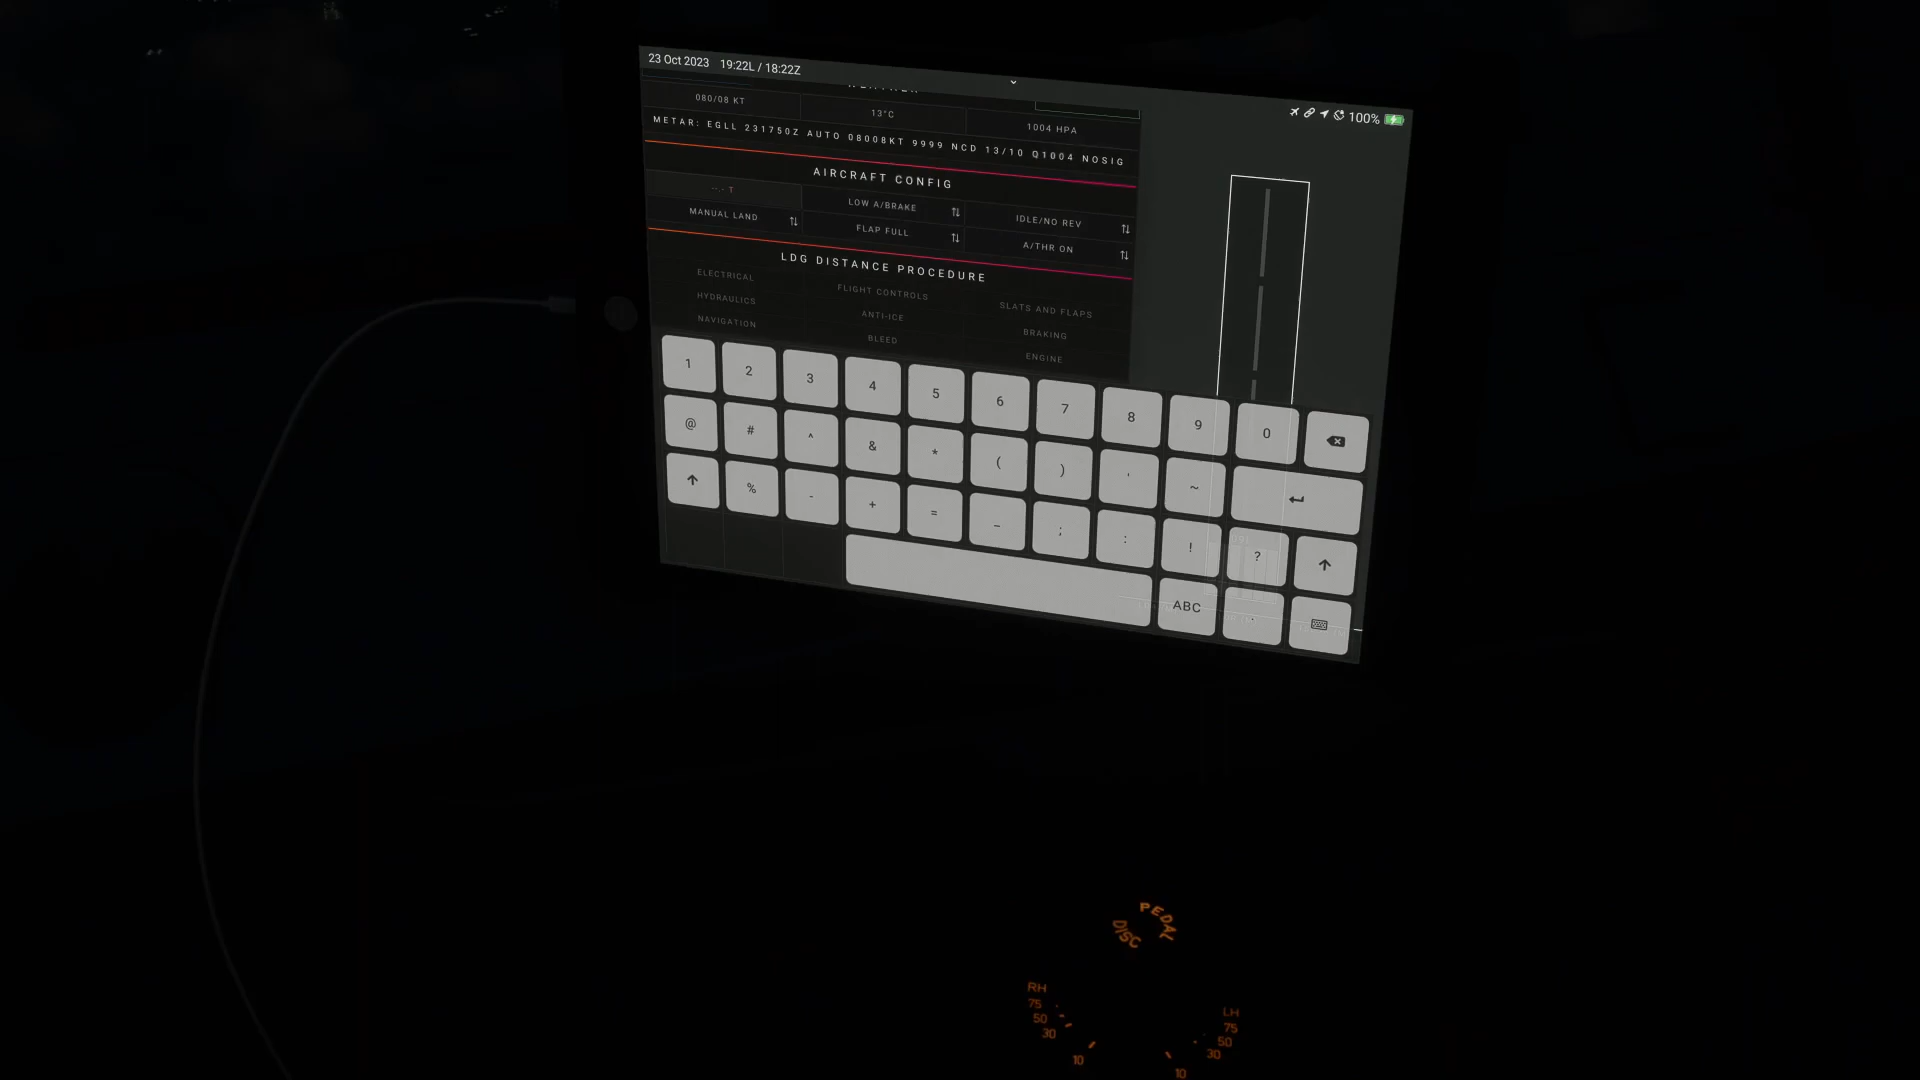 23 Oct 2023 19:22L / 18:22Z
100%
080/08 KT 13°C 1004 HPA
METAR: EGLL 231750Z AUTO 08008KT 9999 NCD 13/10 Q1004 NOSIG
AIRCRAFT CONFIG
--.- T LOW A/BRAKE IDLE/NO REV
MANUAL LAND FLAP FULL A/THR ON
LDG DISTANCE PROCEDURE
ELECTRICAL FLIGHT CONTROLS SLATS AND FLAPS
HYDRAULICS ANTI-ICE BRAKING
NAVIGATION BLEED ENGINE
1 2 3 4 5 6 7 8 9 0
@ # ^ & * ( ) ' ~
% - + = _ ; : ! ?
ABC .
PEDAL
DISC
RH LH
75 75
50 50
30 30
10 10